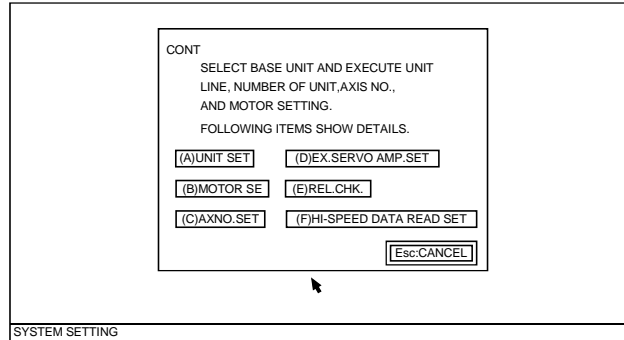 CONT
SELECT BASE UNIT AND EXECUTE UNIT
LINE, NUMBER OF UNIT,AXIS NO.,
AND MOTOR SETTING.
FOLLOWING ITEMS SHOW DETAILS.
(A)UNIT SET (D)EX.SERVO AMP.SET
(B)MOTOR SE (E)REL.CHK.
(C)AXNO.SET (F)HI-SPEED DATA READ SET
Esc:CANCEL
SYSTEM SETTING